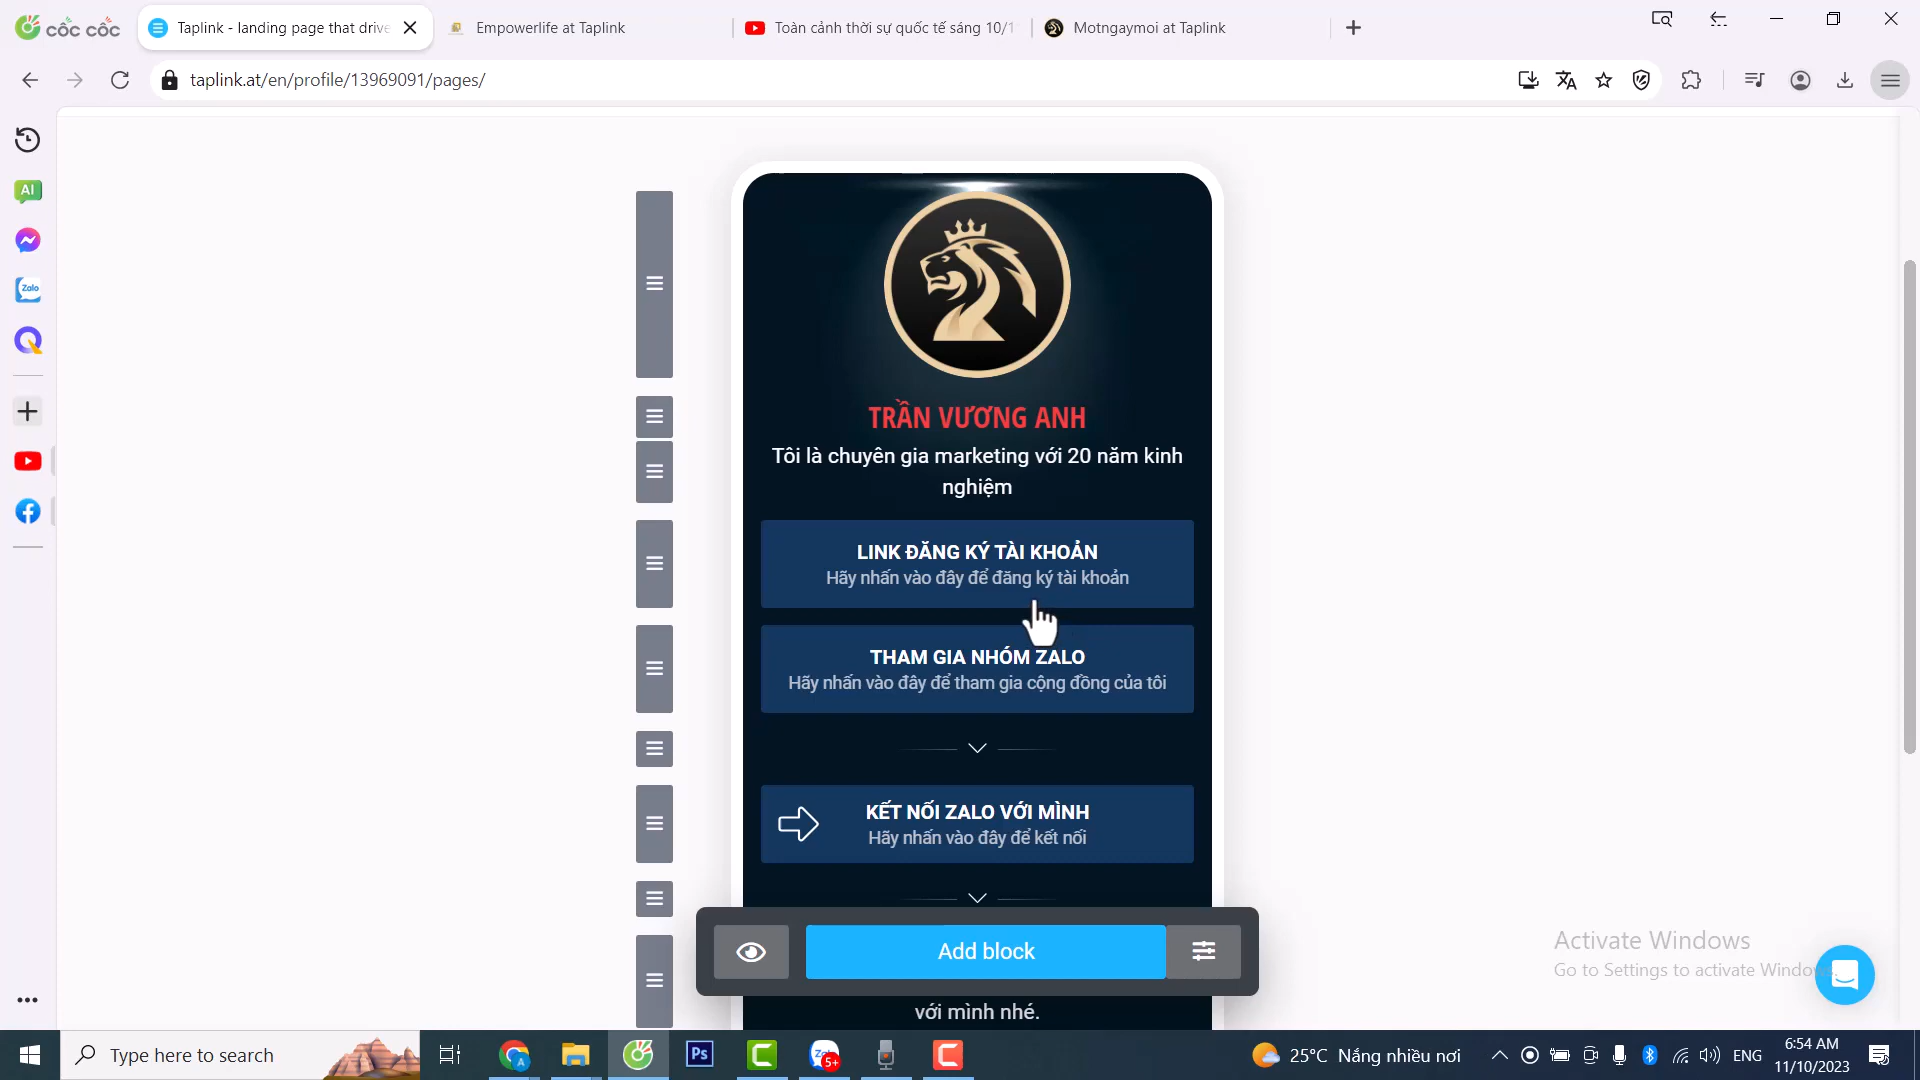 cốc cốc
Taplink - landing page that drive
Empowerlife at Taplink
Toàn cảnh thời sự quốc tế sáng 10/1
Motngaymoi at Taplink
taplink.at/en/profile/13969091/pages/
AI
Zalo
TRẦN VƯƠNG ANH
Tôi là chuyên gia marketing với 20 năm kinh
nghiệm
LINK ĐĂNG KÝ TÀI KHOẢN
Hãy nhấn vào đây để đăng ký tài khoản
THAM GIA NHÓM ZALO
Hãy nhấn vào đây để tham gia cộng đồng của tôi
KẾT NỐI ZALO VỚI MÌNH
Hãy nhấn vào đây để kết nối
Add block
với mình nhé.
Activate Windows
Go to Settings to activate Windows
Type here to search
Ps
5+
25°C Nắng nhiều nơi
ENG
6:54 AM
11/10/2023